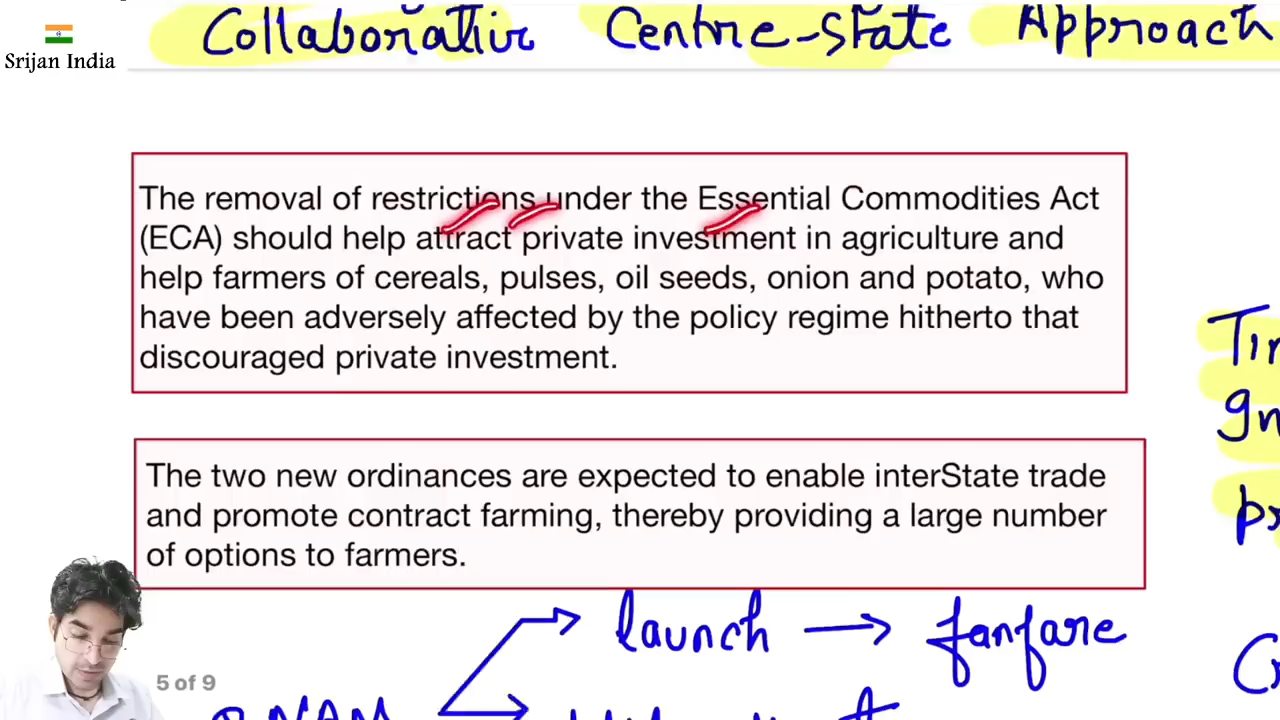 Collaborative Centre-state Approach
Srijan India
The removal of restrictions under the Essential Commodities Act
(ECA) should help attract private investment in agriculture and
help farmers of cereals, pulses, oil seeds, onion and potato, who
have been adversely affected by the policy regime hitherto that
discouraged private investment.
The two new ordinances are expected to enable interState trade
and promote contract farming, thereby providing a large number
of options to farmers.
launch → fanfare
5 of 9